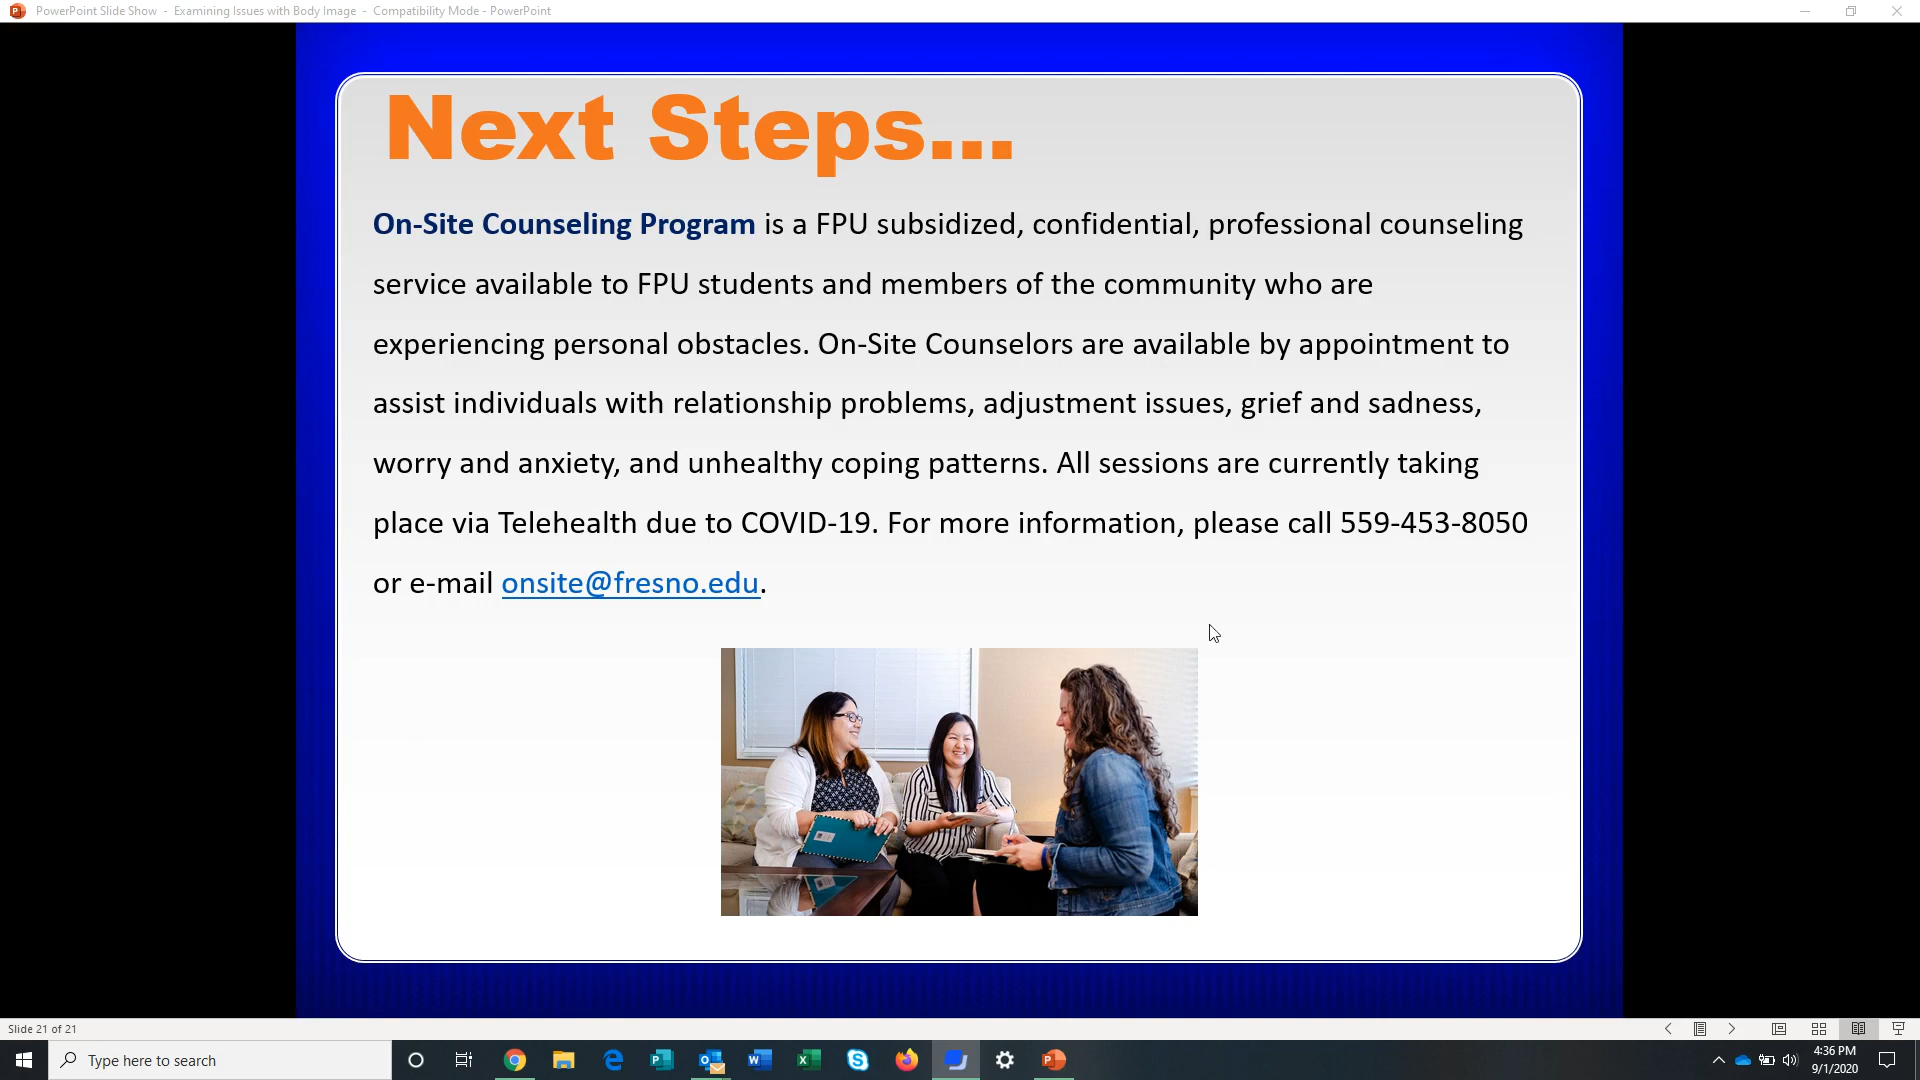 PowerPoint Slide Show - Examining Issues with Body Image - Compatibility Mode - PowerPoint
Next Steps...
On-Site Counseling Program is a FPU subsidized, confidential, professional counseling
service available to FPU students and members of the community who are
experiencing personal obstacles. On-Site Counselors are available by appointment to
assist individuals with relationship problems, adjustment issues, grief and sadness,
worry and anxiety, and unhealthy coping patterns. All sessions are currently taking
place via Telehealth due to COVID-19. For more information, please call 559-453-8050
or e-mail onsite@fresno.edu.
Slide 21 of 21
Type here to search
4:36 PM
9/1/2020